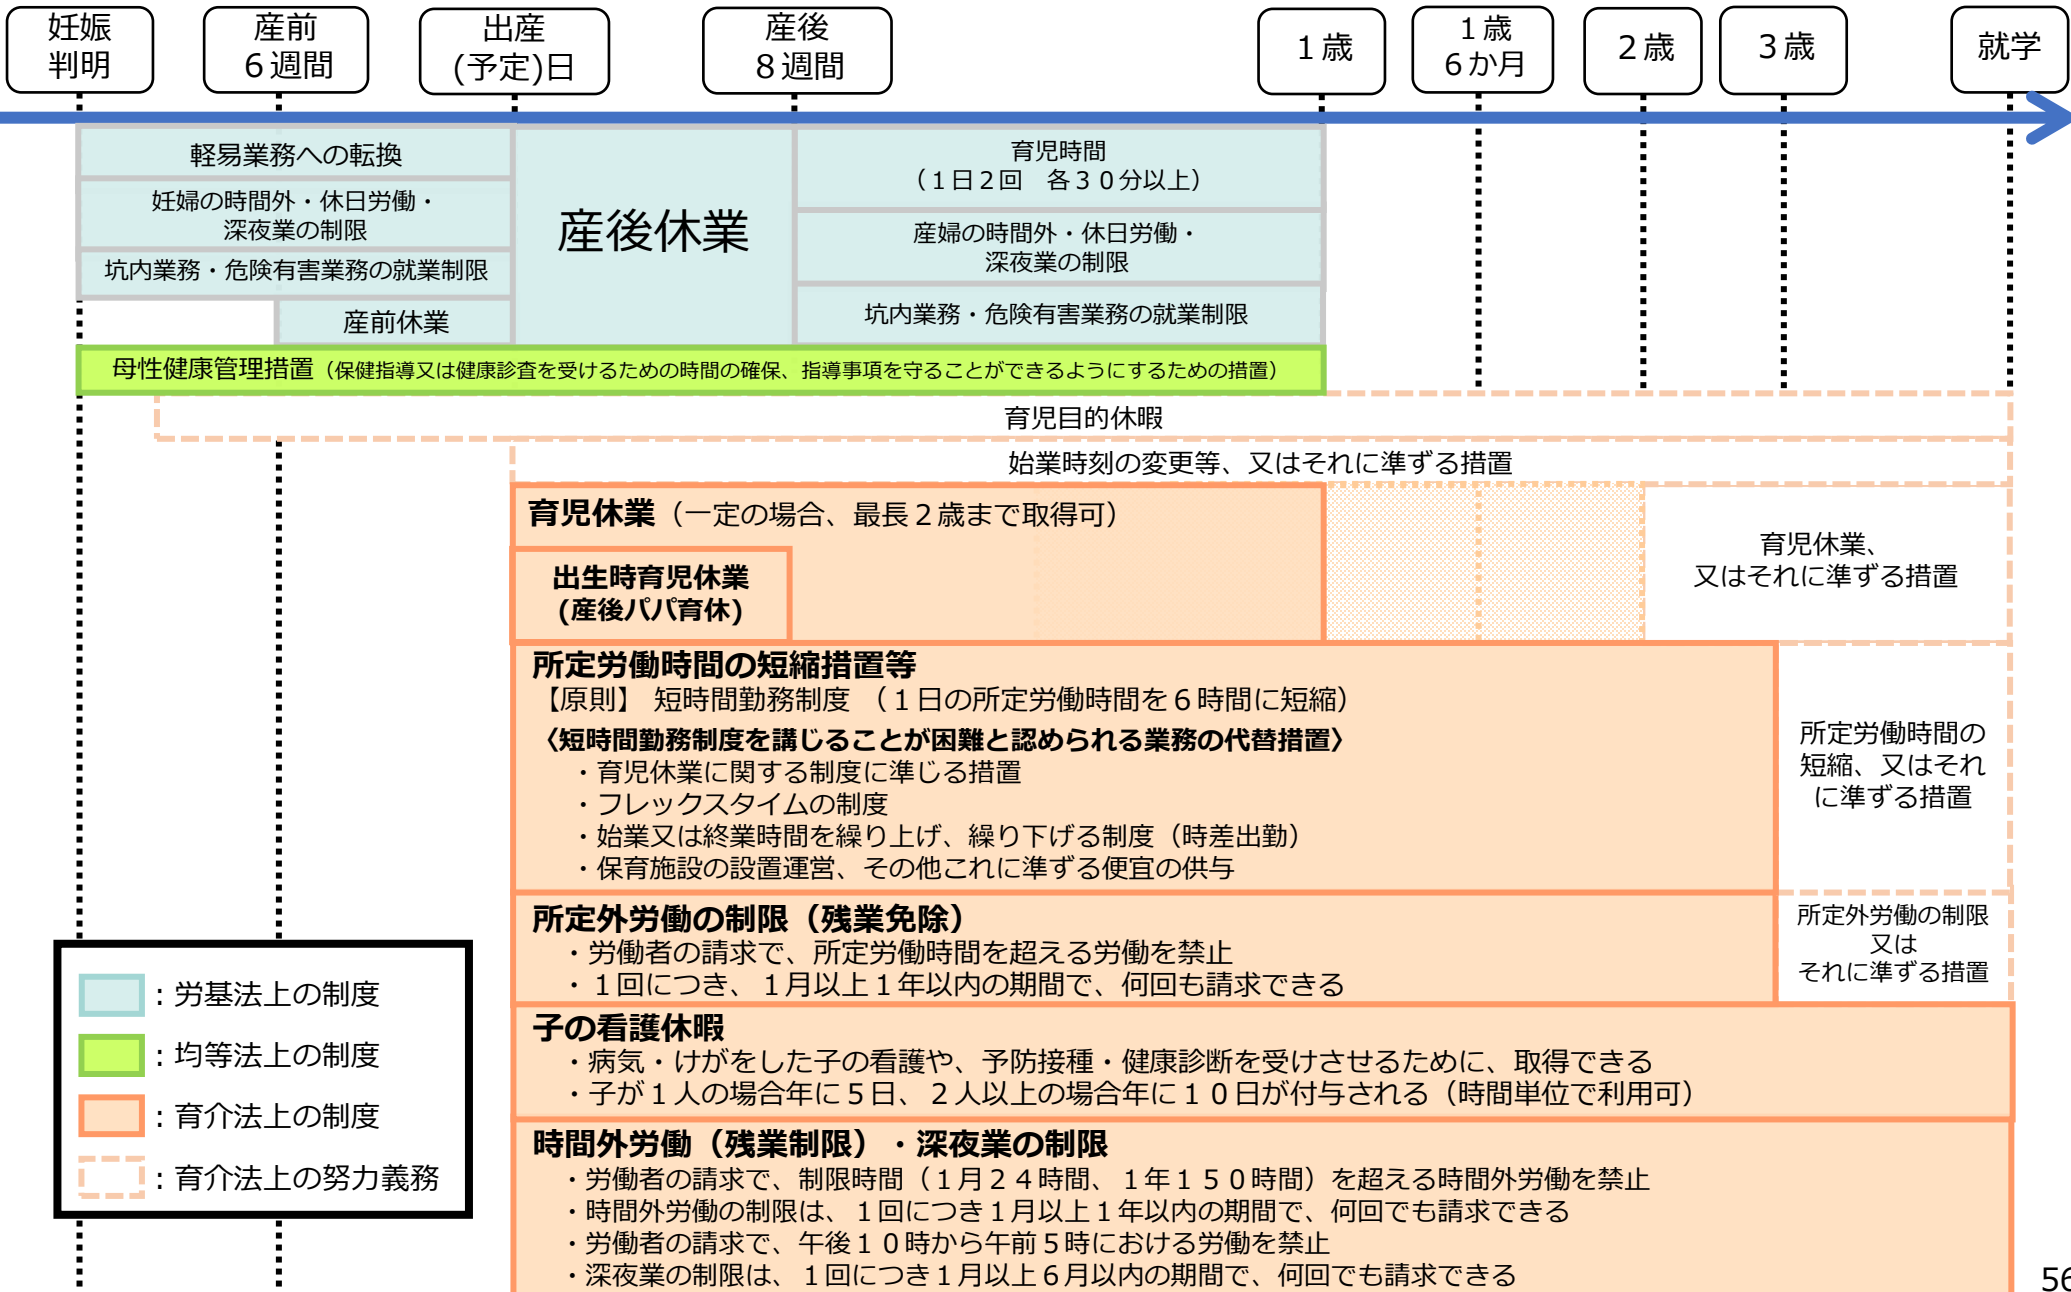 妊娠
判明
産前
６週間
出産
(予定)日
産後
８週間
１歳
１歳
６か月
２歳
３歳
就学
軽易業務への転換
妊婦の時間外・休日労働・
深夜業の制限
坑内業務・危険有害業務の就業制限
産前休業
産後休業
育児時間
（１日２回　各３０分以上）
産婦の時間外・休日労働・
深夜業の制限
坑内業務・危険有害業務の就業制限
母性健康管理措置（保健指導又は健康診査を受けるための時間の確保、指導事項を守ることができるようにするための措置）
育児目的休暇
始業時刻の変更等、又はそれに準ずる措置
育児休業（一定の場合、最長２歳まで取得可）
出生時育児休業
(産後パパ育休)
育児休業、
又はそれに準ずる措置
所定労働時間の短縮措置等
【原則】 短時間勤務制度 （１日の所定労働時間を６時間に短縮）
〈短時間勤務制度を講じることが困難と認められる業務の代替措置〉
・育児休業に関する制度に準じる措置
・フレックスタイムの制度
・始業又は終業時間を繰り上げ、繰り下げる制度（時差出勤）
・保育施設の設置運営、その他これに準ずる便宜の供与
所定労働時間の
短縮、又はそれ
に準ずる措置
所定外労働の制限（残業免除）
・労働者の請求で、所定労働時間を超える労働を禁止
・１回につき、１月以上１年以内の期間で、何回も請求できる
所定外労働の制限
又は
それに準ずる措置
子の看護休暇
・病気・けがをした子の看護や、予防接種・健康診断を受けさせるために、取得できる
・子が１人の場合年に５日、２人以上の場合年に１０日が付与される（時間単位で利用可）
時間外労働（残業制限）・深夜業の制限
・労働者の請求で、制限時間（１月２４時間、１年１５０時間）を超える時間外労働を禁止
・時間外労働の制限は、１回につき１月以上１年以内の期間で、何回でも請求できる
・労働者の請求で、午後１０時から午前５時における労働を禁止
・深夜業の制限は、１回につき１月以上６月以内の期間で、何回でも請求できる
：労基法上の制度
：均等法上の制度
：育介法上の制度
：育介法上の努力義務
56